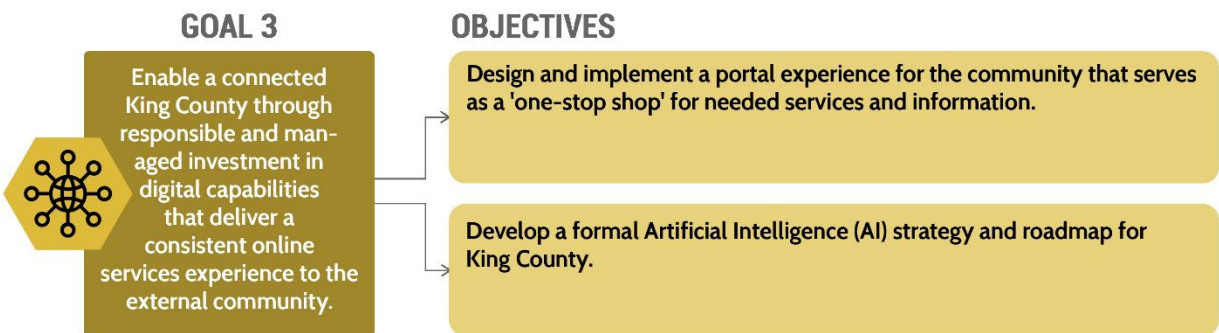 GOAL 3
Enable a connected
King County through
responsible and man-
aged investment in
digital capabilities
that deliver a
consistent online
services experience to the
external community.
OBJECTIVES
Design and implement a portal experience for the community that serves
as a 'one-stop shop' for needed services and information.
Develop a formal Artificial Intelligence (AI) strategy and roadmap for
King County.